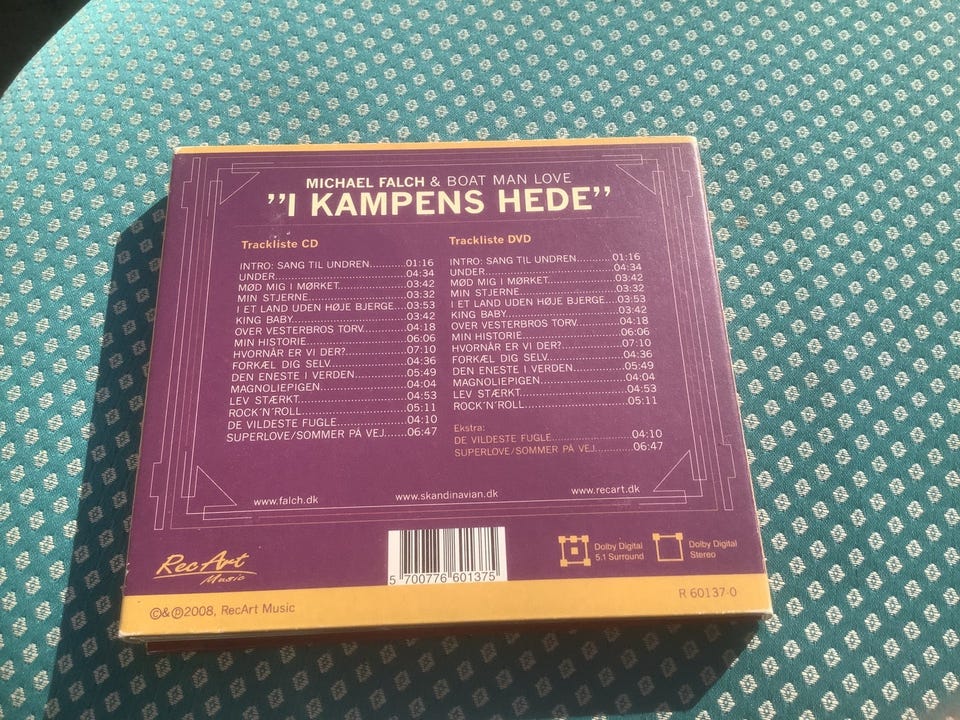 MICHAEL FALCH & BOAT MAN LOVE
”I KAMPENS HEDE”
Trackliste CD
INTRO: SANG TIL UNDREN...........01:16
UNDER..........................................04:34
MØD MIG I MØRKET.....................03:42
MIN STJERNE................................03:32
I ET LAND UDEN HØJE BJERGE....03:53
KING BABY....................................03:42
OVER VESTERBROS TORV.............04:18
MIN HISTORIE...............................06:06
HVORNÅR ER VI DER?..................07:10
FORKÆL DIG SELV........................04:36
DEN ENESTE I VERDEN.................05:49
MAGNOLIEPIGEN...........................04:04
LEV STÆRKT..................................04:53
ROCK´N´ROLL................................05:11
DE VILDESTE FUGLE.....................04:10
SUPERLOVE/SOMMER PÅ VEJ......06:47
Trackliste DVD
INTRO: SANG TIL UNDREN...........01:16
UNDER..........................................04:34
MØD MIG I MØRKET.....................03:42
MIN STJERNE................................03:32
I ET LAND UDEN HØJE BJERGE....03:53
KING BABY....................................03:42
OVER VESTERBROS TORV.............04:18
MIN HISTORIE...............................06:06
HVORNÅR ER VI DER?..................07:10
FORKÆL DIG SELV........................04:36
DEN ENESTE I VERDEN.................05:49
MAGNOLIEPIGEN...........................04:04
LEV STÆRKT..................................04:53
ROCK´N´ROLL................................05:11
Ekstra:
DE VILDESTE FUGLE.....................04:10
SUPERLOVE/SOMMER PÅ VEJ............06:47
www.falch.dk
www.skandinavian.dk
www.recart.dk
RecArt
Music
5 700776 601375
Dolby Digital
5.1 Surround
Dolby Digital
Stereo
©&℗2008, RecArt Music
R 60137-0